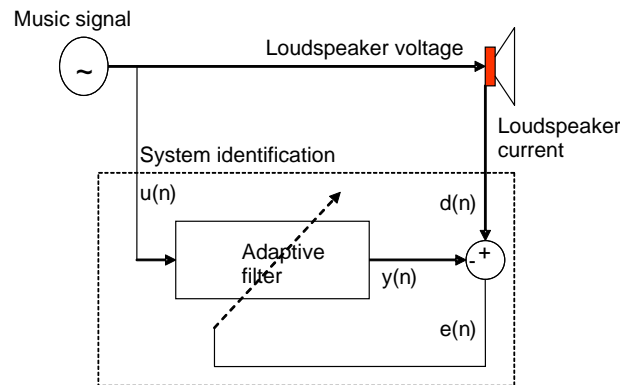 Music signal
~
Loudspeaker voltage
Loudspeaker
current
System identification
u(n)
d(n)
Adaptive
filter
y(n)
- +
e(n)